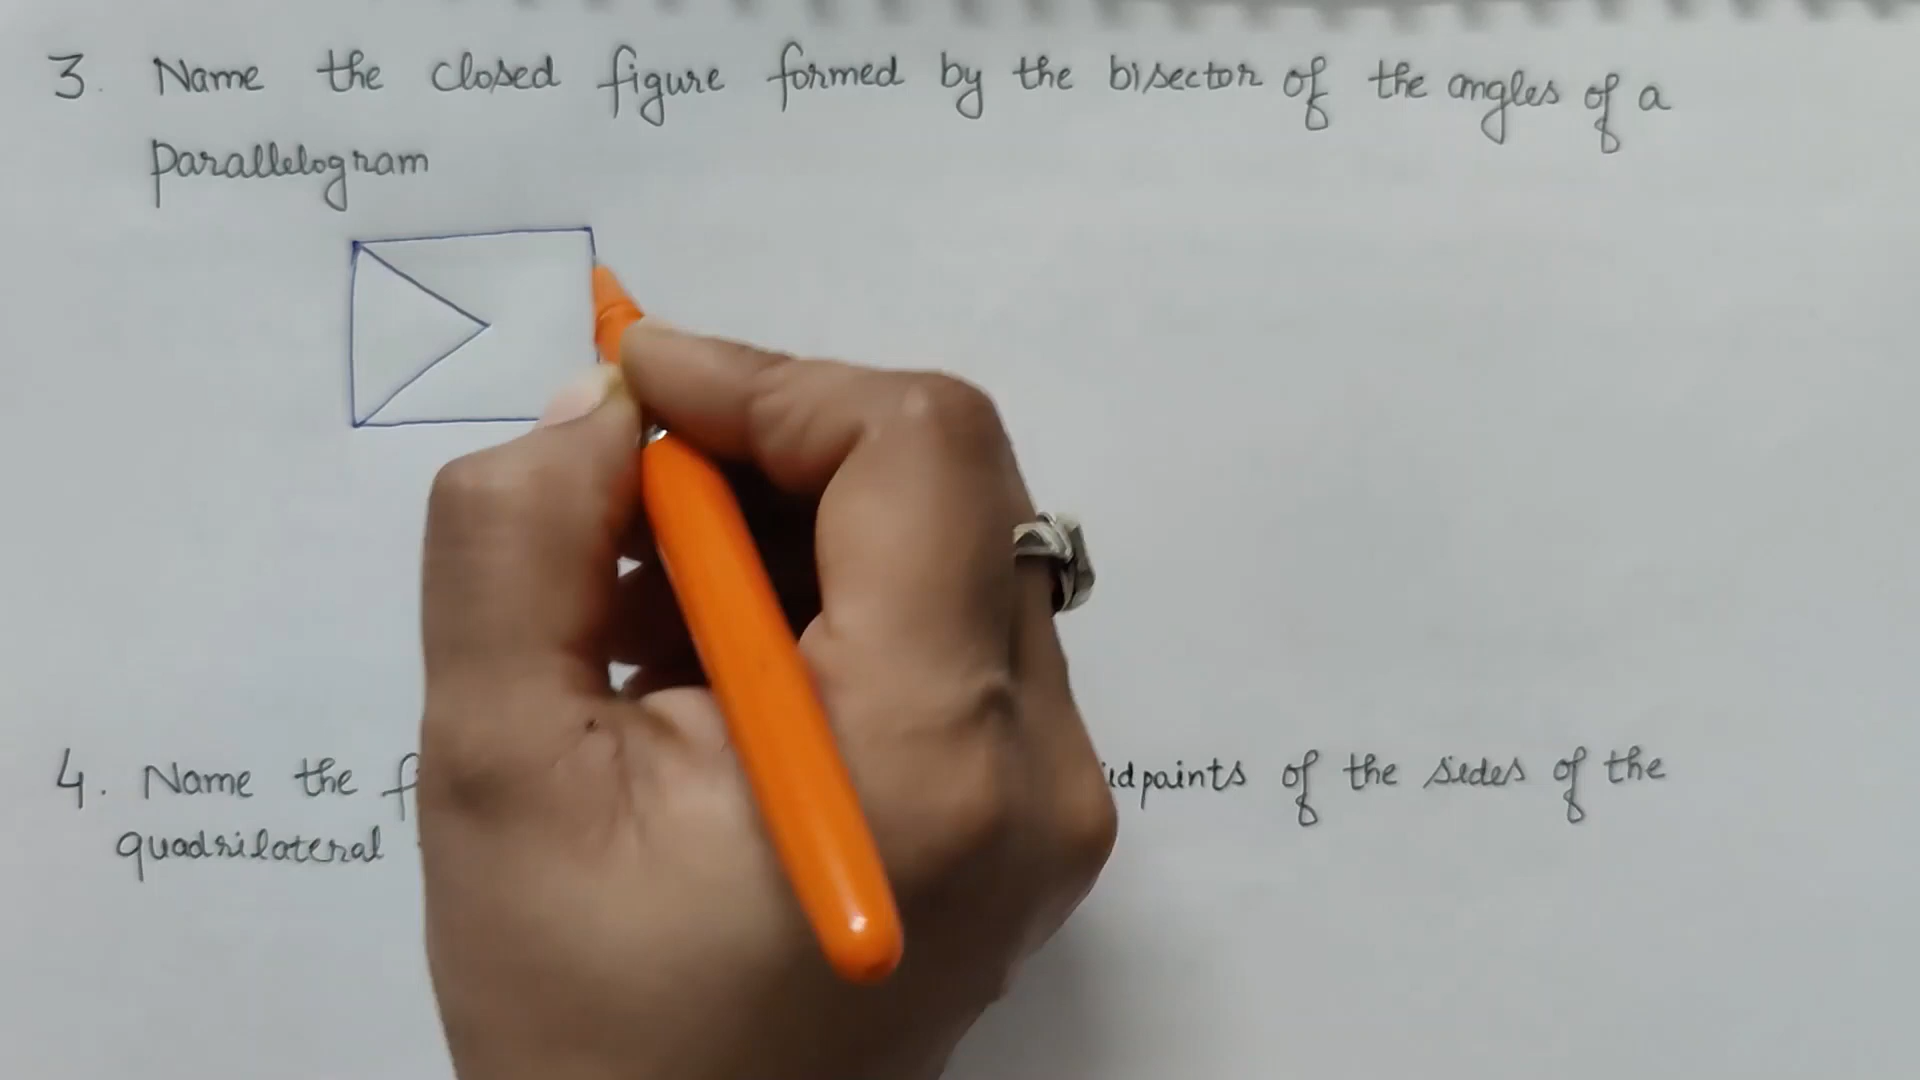 3. Name the closed figure formed by the bisector of the angles of a
parallelogram
4. Name the of the sides of the
quadrilateral